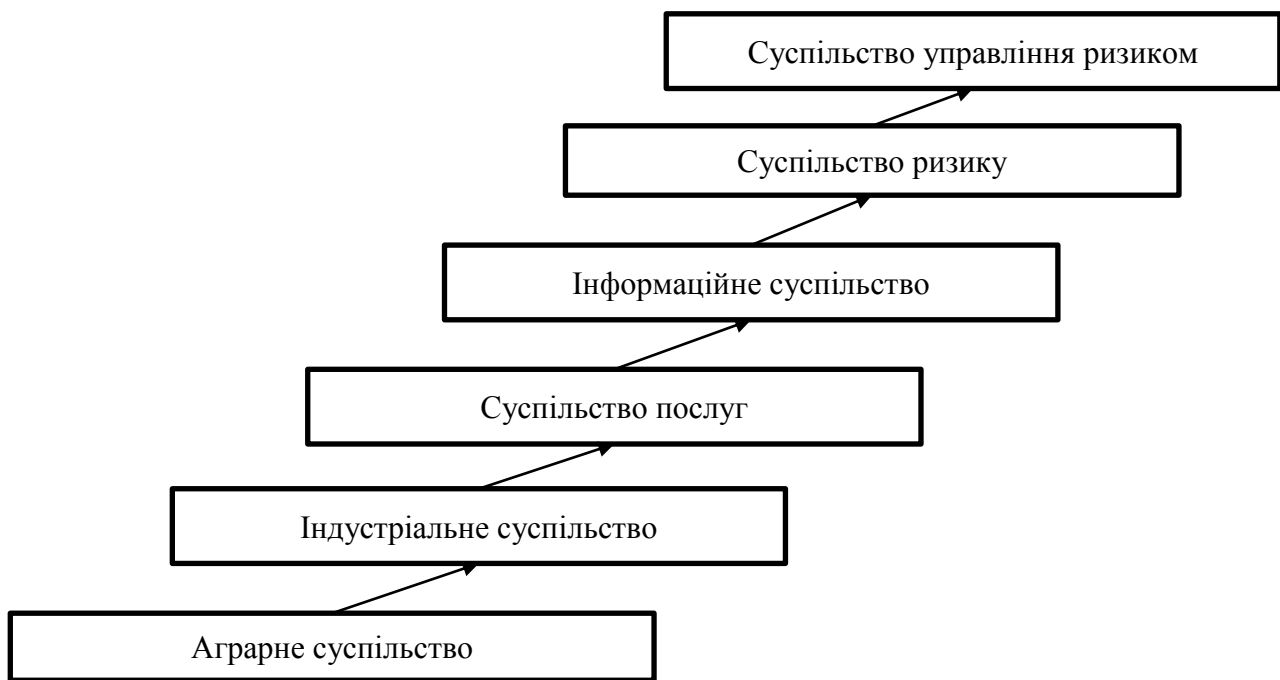 Суспільство управління ризиком
Суспільство ризику
Інформаційне суспільство
Суспільство послуг
Індустріальне суспільство
Аграрне суспільство